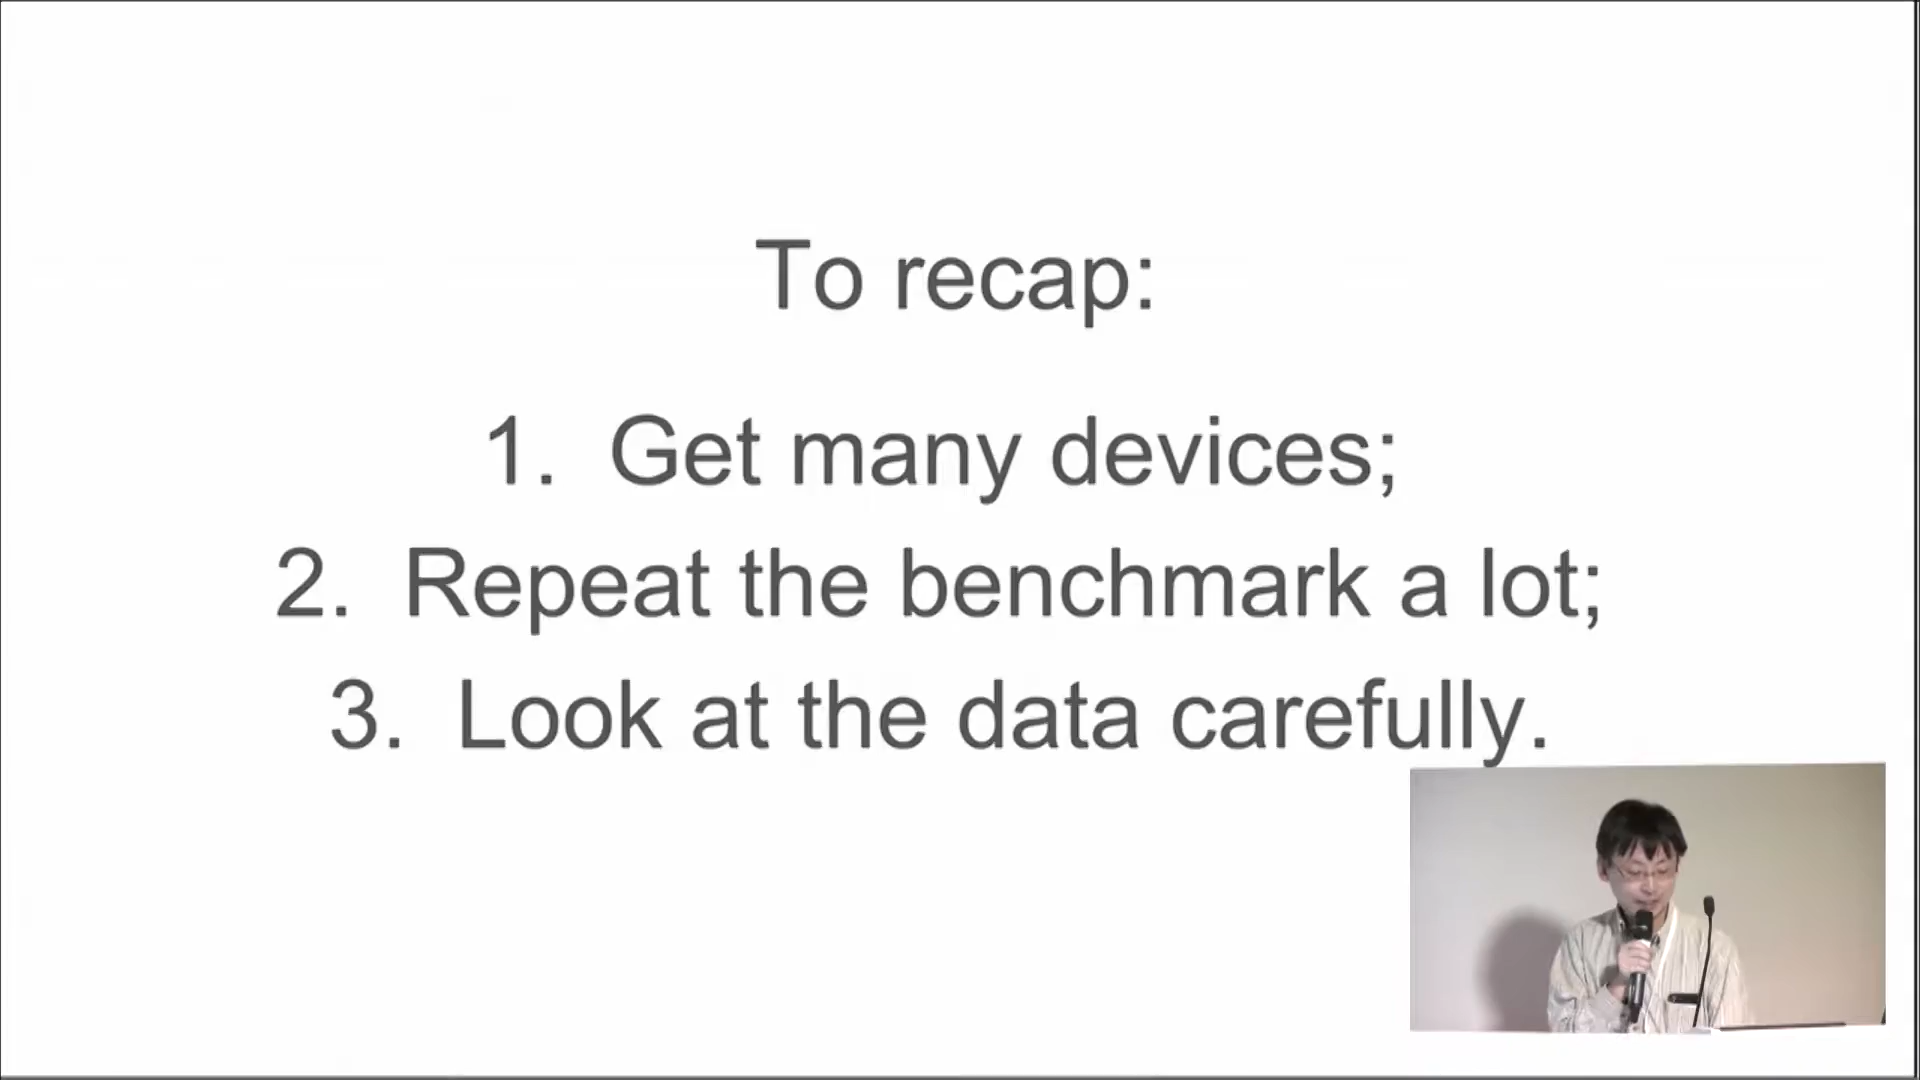 To recap:
1. Get many devices;
2. Repeat the benchmark a lot;
3. Look at the data carefully.